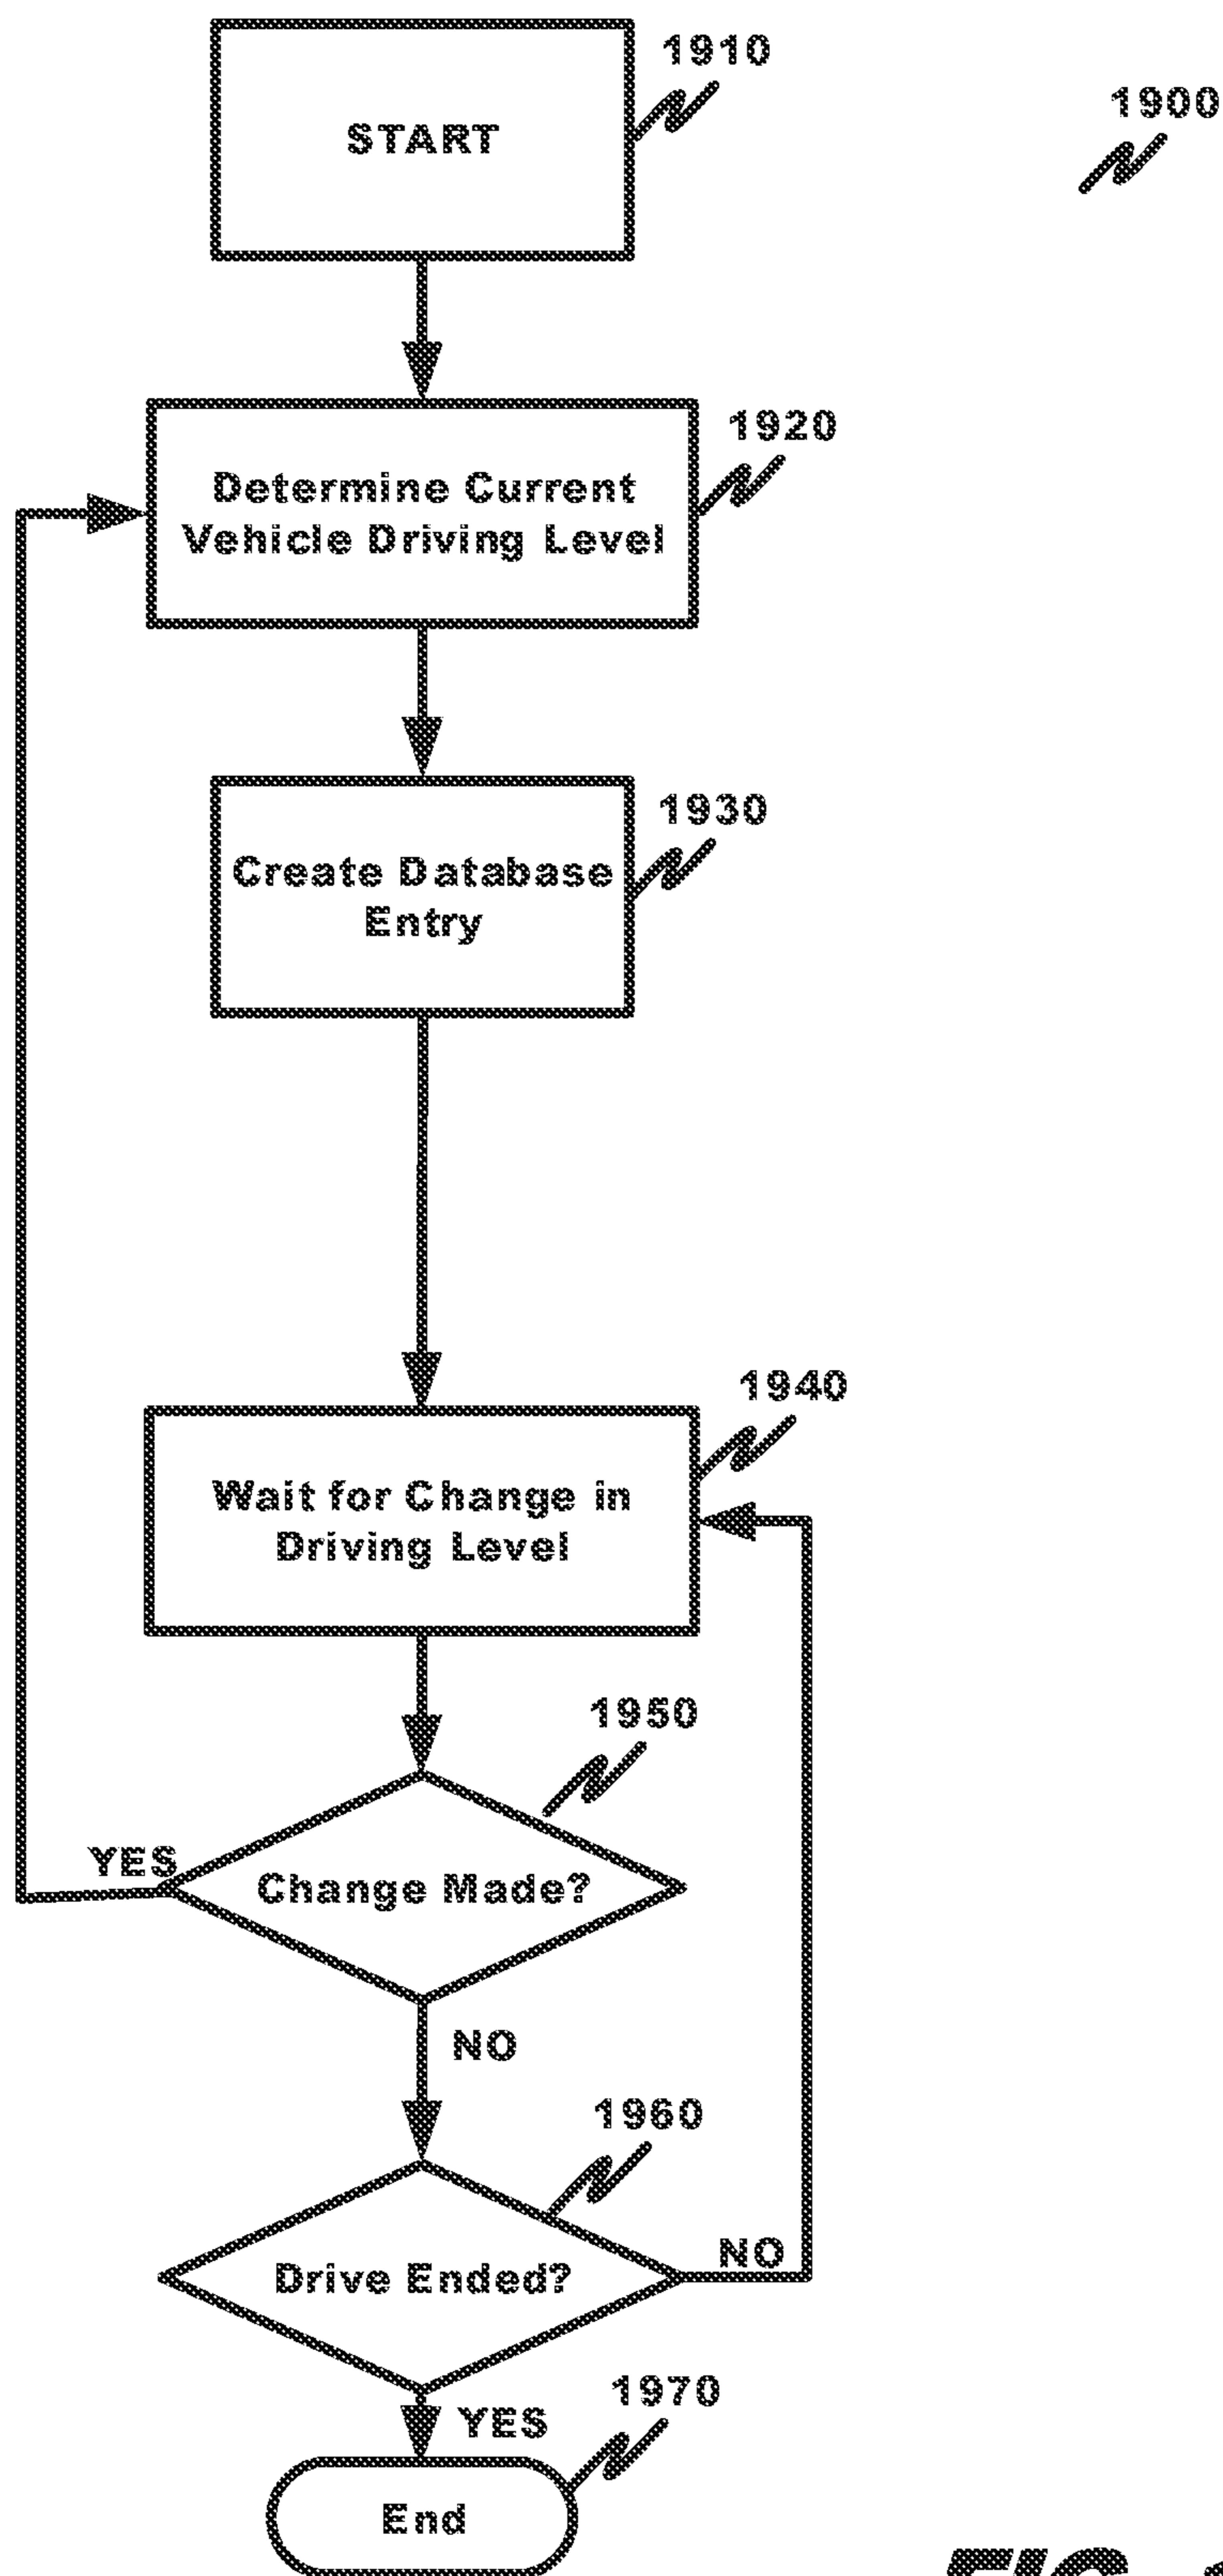 1910
1900
START
1920
Determine Current
Vehicle Driving Level
1930
Create Database
Entry
1940
Wait for Change in
Driving Level
1950
YES
Change Made?
NO
1960
NO
Drive Ended?
1970
YES
End